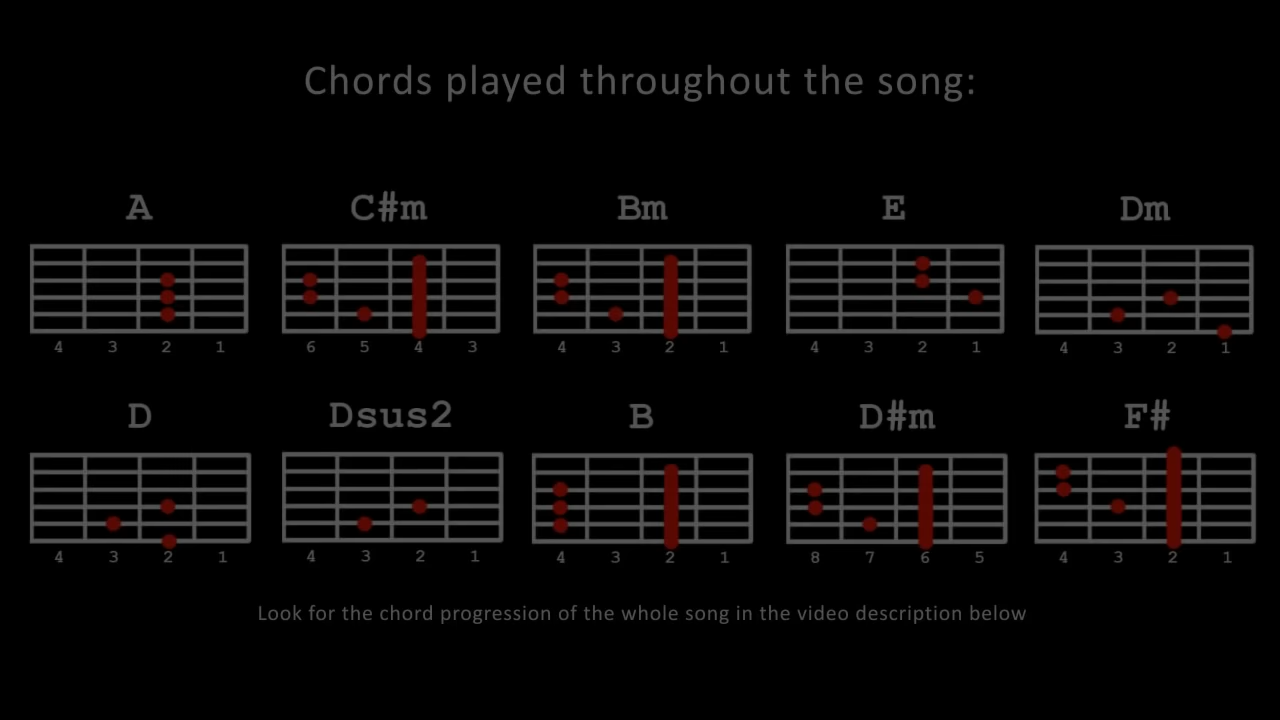 Chords played throughout the song:
A C#m Bm E Dm
4 3 2 1 6 5 4 3 4 3 2 1 4 3 2 1 4 3 2 1
D Dsus2 B D#m F#
4 3 2 1 4 3 2 1 4 3 2 1 8 7 6 5 4 3 2 1
Look for the chord progression of the whole song in the video description below